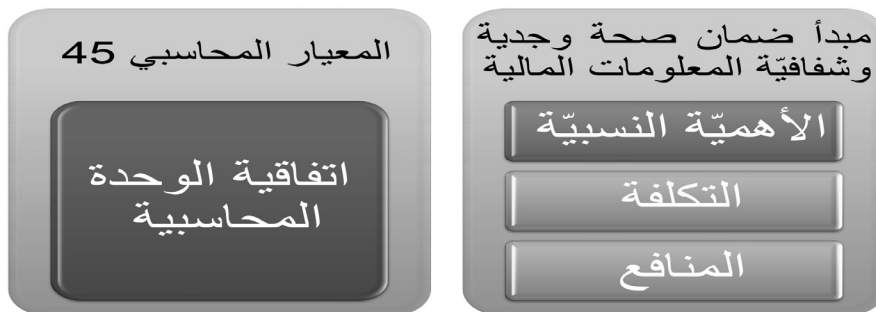 مبدأ ضمان صحة وجدية
وشفافيّة المعلومات المالية
الأهميّة النسبيّة
التكلفة
المنافع
المعيار المحاسبي 45
اتفاقية الوحدة
المحاسبية